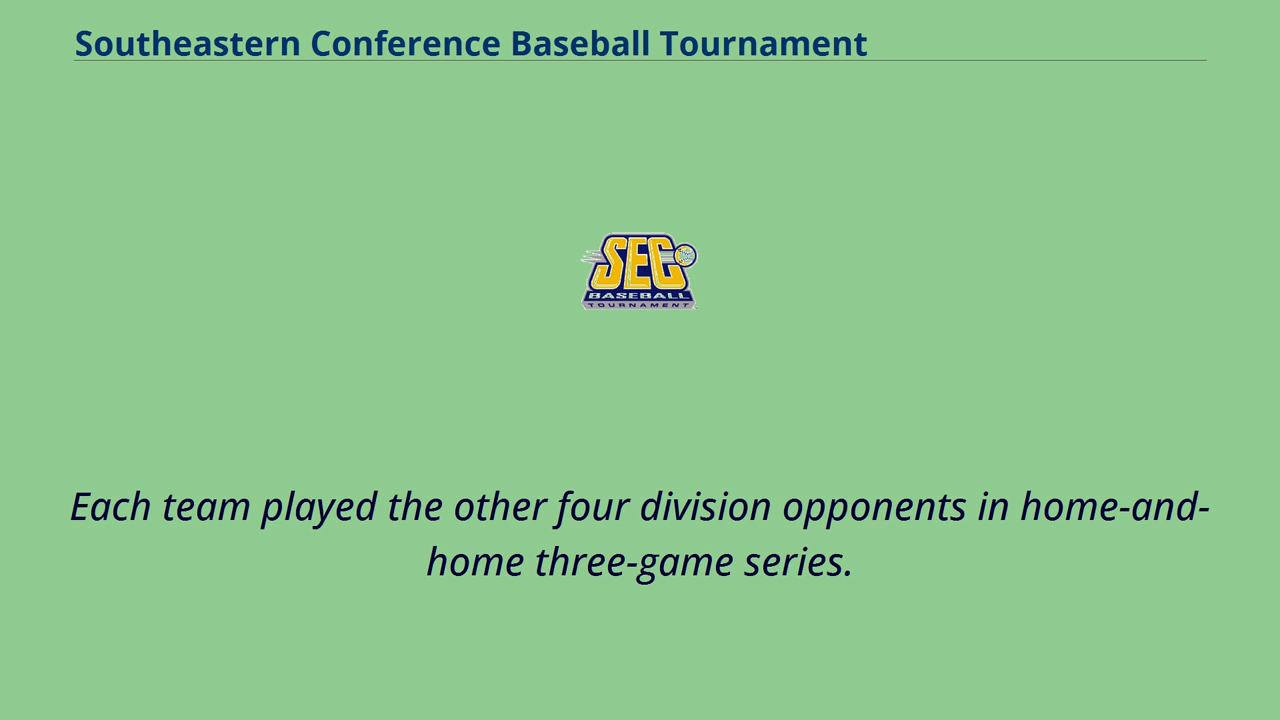 Southeastern Conference Baseball Tournament
SEC
BASEBALL
TOURNAMENT
Each team played the other four division opponents in home-and-
home three-game series.